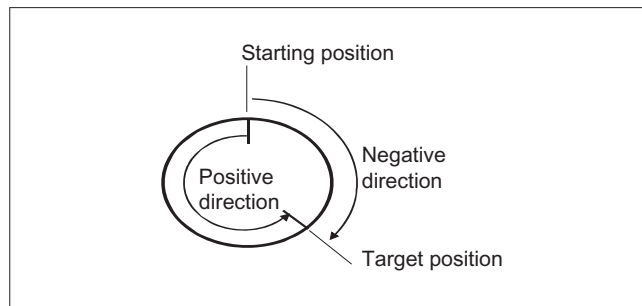 Starting position
Negative
direction
Positive
direction
Target position